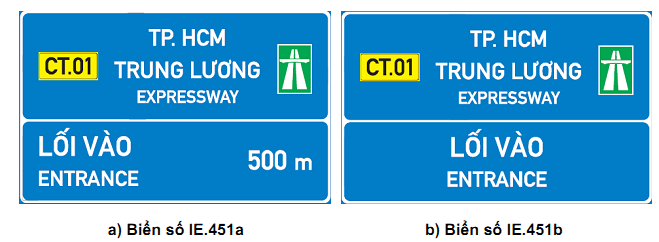 TP. HCM
CT.01
TRUNG LƯƠNG
EXPRESSWAY
LỐI VÀO
ENTRANCE
500 m
a) Biển số IE.451a
TP. HCM
CT.01
TRUNG LƯƠNG
EXPRESSWAY
LỐI VÀO
ENTRANCE
b) Biển số IE.451b